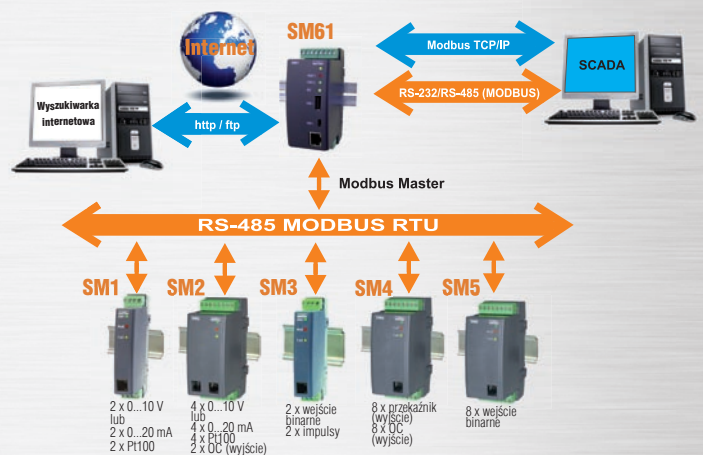 SM61
Internet
Modbus TCP/IP
SCADA
RS-232/RS-485 (MODBUS)
Wyszukiwarka
internetowa
http / ftp
Modbus Master
RS-485 MODBUS RTU
SM1
SM2
SM3
SM4
SM5
2 x 0...10 V
lub
2 x 0...20 mA
2 x Pt100
4 x 0...10 V
lub
4 x 0...20 mA
4 x Pt100
2 x OC (wyjście)
2 x wejście
binarne
2 x impulsy
8 x przekaźnik
(wyjście)
8 x OC
(wyjście)
8 x wejście
binarne